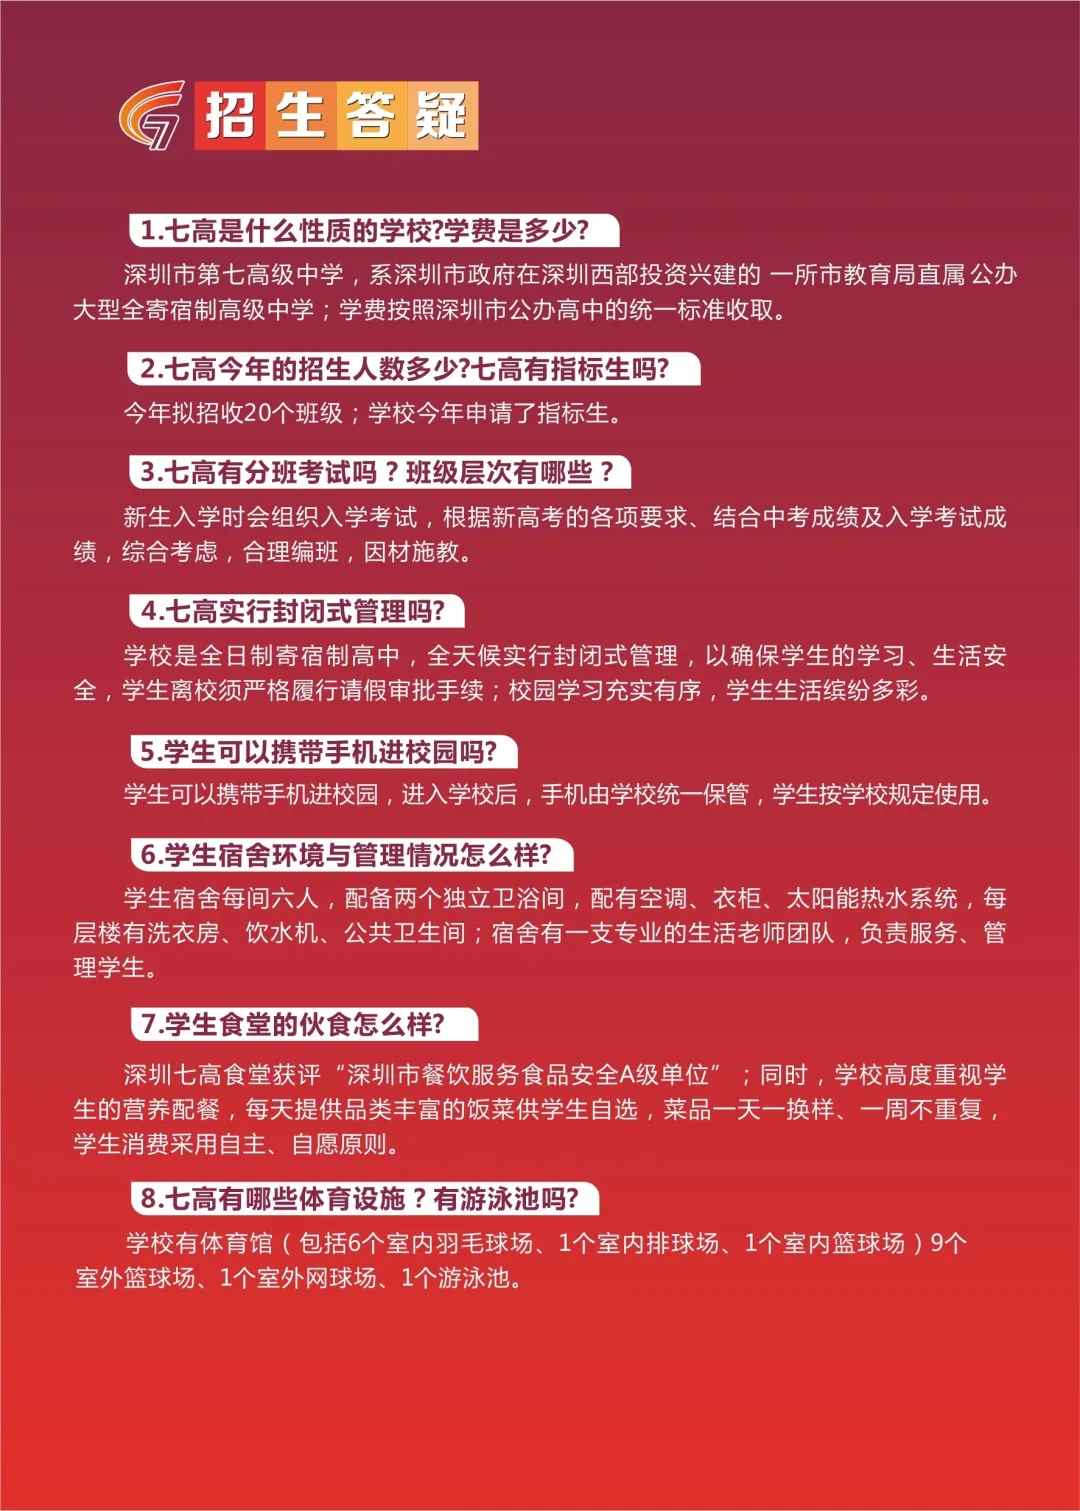 招生答疑
1.七高是什么性质的学校?学费是多少?
深圳市第七高级中学，系深圳市政府在深圳西部投资兴建的 一所市教育局直属公办
大型全寄宿制高级中学；学费按照深圳市公办高中的统一标准收取。
2.七高今年的招生人数多少?七高有指标生吗?
今年拟招收20个班级；学校今年申请了指标生。
3.七高有分班考试吗？班级层次有哪些？
新生入学时会组织入学考试，根据新高考的各项要求、结合中考成绩及入学考试成
绩，综合考虑，合理编班，因材施教。
4.七高实行封闭式管理吗?
学校是全日制寄宿制高中，全天候实行封闭式管理，以确保学生的学习、生活安
全，学生离校须严格履行请假审批手续；校园学习充实有序，学生生活缤纷多彩。
5.学生可以携带手机进校园吗?
学生可以携带手机进校园，进入学校后，手机由学校统一保管，学生按学校规定使用。
6.学生宿舍环境与管理情况怎么样?
学生宿舍每间六人，配备两个独立卫浴间，配有空调、衣柜、太阳能热水系统，每
层楼有洗衣房、饮水机、公共卫生间；宿舍有一支专业的生活老师团队，负责服务、管
理学生。
7.学生食堂的伙食怎么样?
深圳七高食堂获评“深圳市餐饮服务食品安全A级单位”；同时，学校高度重视学
生的营养配餐，每天提供品类丰富的饭菜供学生自选，菜品一天一换样、一周不重复，
学生消费采用自主、自愿原则。
8.七高有哪些体育设施？有游泳池吗?
学校有体育馆（包括6个室内羽毛球场、1个室内排球场、1个室内篮球场）9个
室外篮球场、1个室外网球场、1个游泳池。